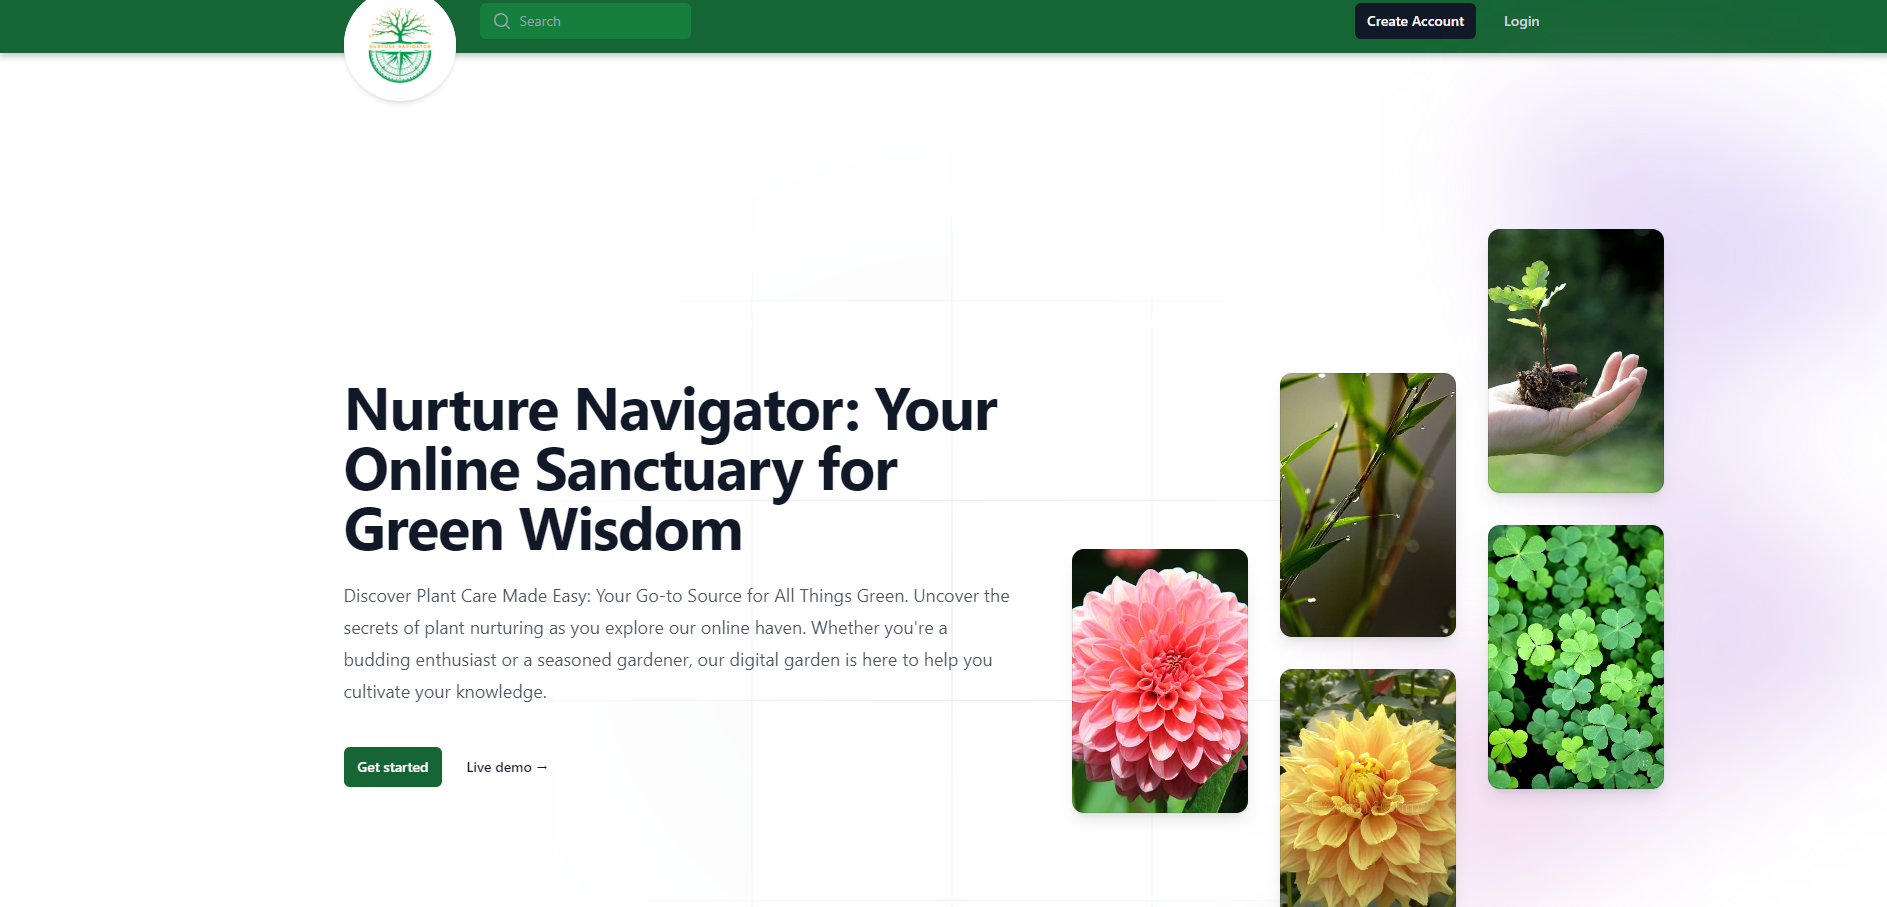 Search
Create Account
Login
NURTURE NAVIGATOR
Nurture Navigator: Your
Online Sanctuary for
Green Wisdom
Discover Plant Care Made Easy: Your Go-to Source for All Things Green. Uncover the
secrets of plant nurturing as you explore our online haven. Whether you're a
budding enthusiast or a seasoned gardener, our digital garden is here to help you
cultivate your knowledge.
Get started
Live demo →